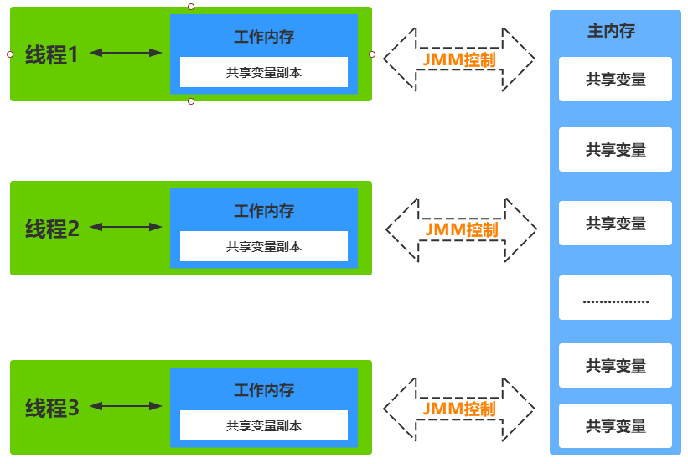 线程1
工作内存
共享变量副本
JMM控制
线程2
工作内存
共享变量副本
JMM控制
线程3
工作内存
共享变量副本
JMM控制
主内存
共享变量
共享变量
共享变量
.................
共享变量
共享变量